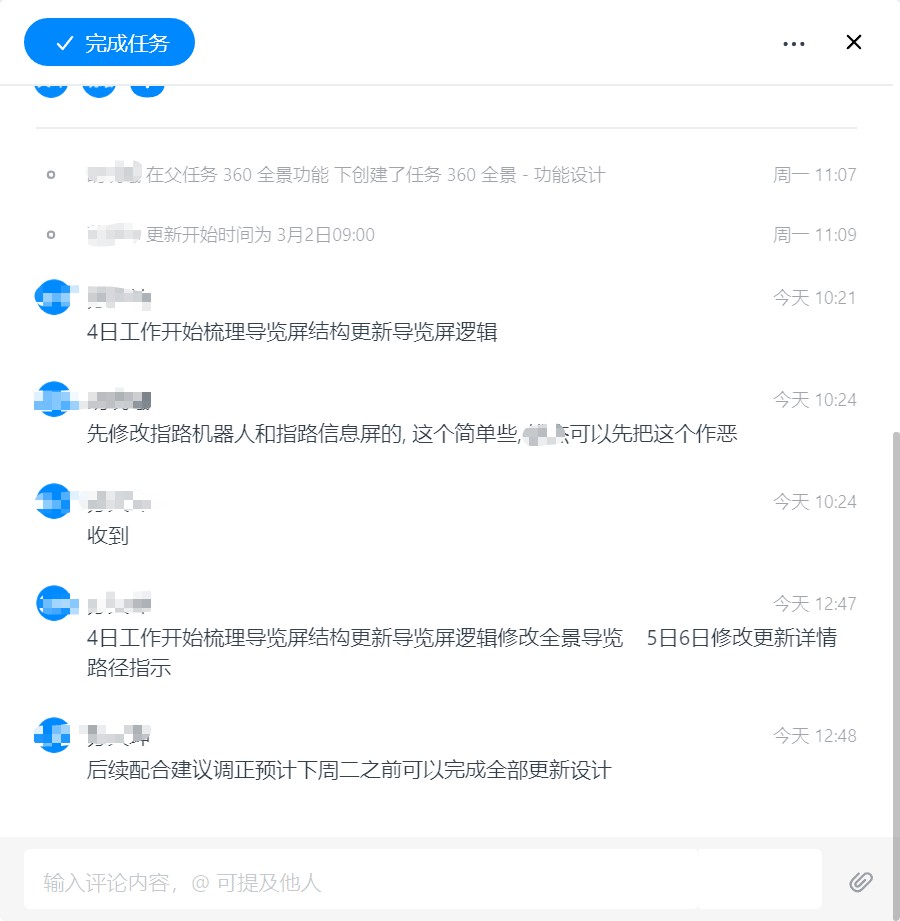 完成任务
在父任务 360 全景功能 下创建了任务 360 全景 - 功能设计 周一 11:07
更新开始时间为 3月2日09:00 周一 11:09
今天 10:21
4日工作开始梳理导览屏结构更新导览屏逻辑
今天 10:24
先修改指路机器人和指路信息屏的, 这个简单些, 可以先把这个作恶
今天 10:24
收到
今天 12:47
4日工作开始梳理导览屏结构更新导览屏逻辑修改全景导览 5日6日修改更新详情
路径指示
今天 12:48
后续配合建议调正预计下周二之前可以完成全部更新设计
输入评论内容，@ 可提及他人